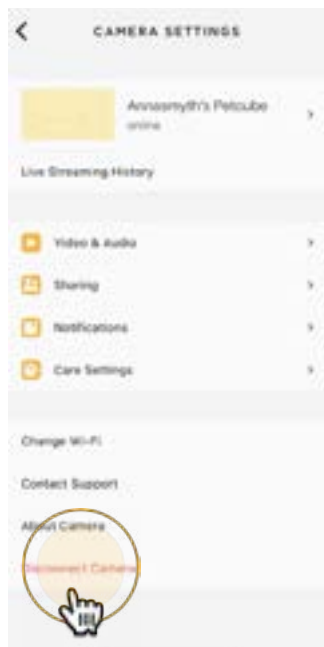 CAMERA SETTINGS
Annasmyth's Petcube
online
Live Streaming History
Video & Audio
Sharing
Notifications
Care Settings
Change Wi-Fi
Contact Support
About Camera
Disconnect Camera